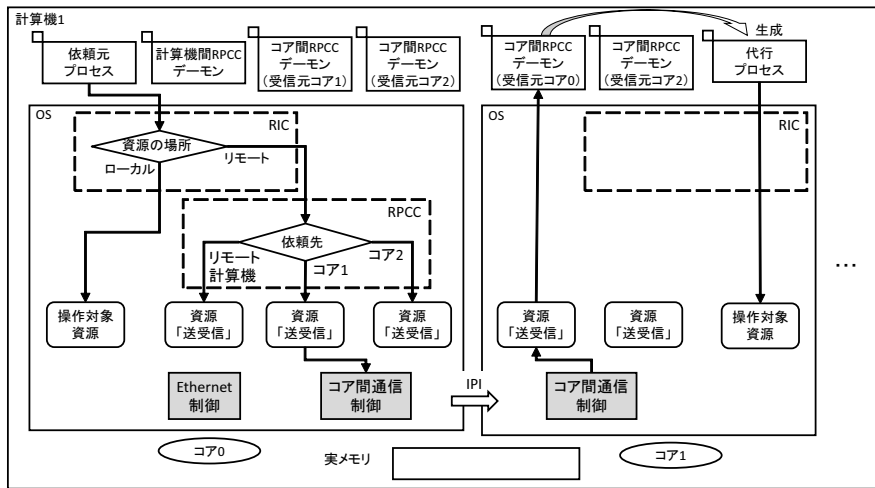 計算機1
依頼元
プロセス
計算機間RPCC
デーモン
コア間RPCC
デーモン
（受信元コア1）
コア間RPCC
デーモン
（受信元コア2）
コア間RPCC
デーモン
（受信元コア0）
コア間RPCC
デーモン
（受信元コア2）
生成
代行
プロセス
OS
RIC
資源の場所
リモート
ローカル
RPCC
依頼先
リモート
計算機
コア1
コア2
操作対象
資源
資源
「送受信」
資源
「送受信」
資源
「送受信」
Ethernet
制御
コア間通信
制御
IPI
OS
RIC
資源
「送受信」
資源
「送受信」
操作対象
資源
コア間通信
制御
…
コア0
実メモリ
コア1